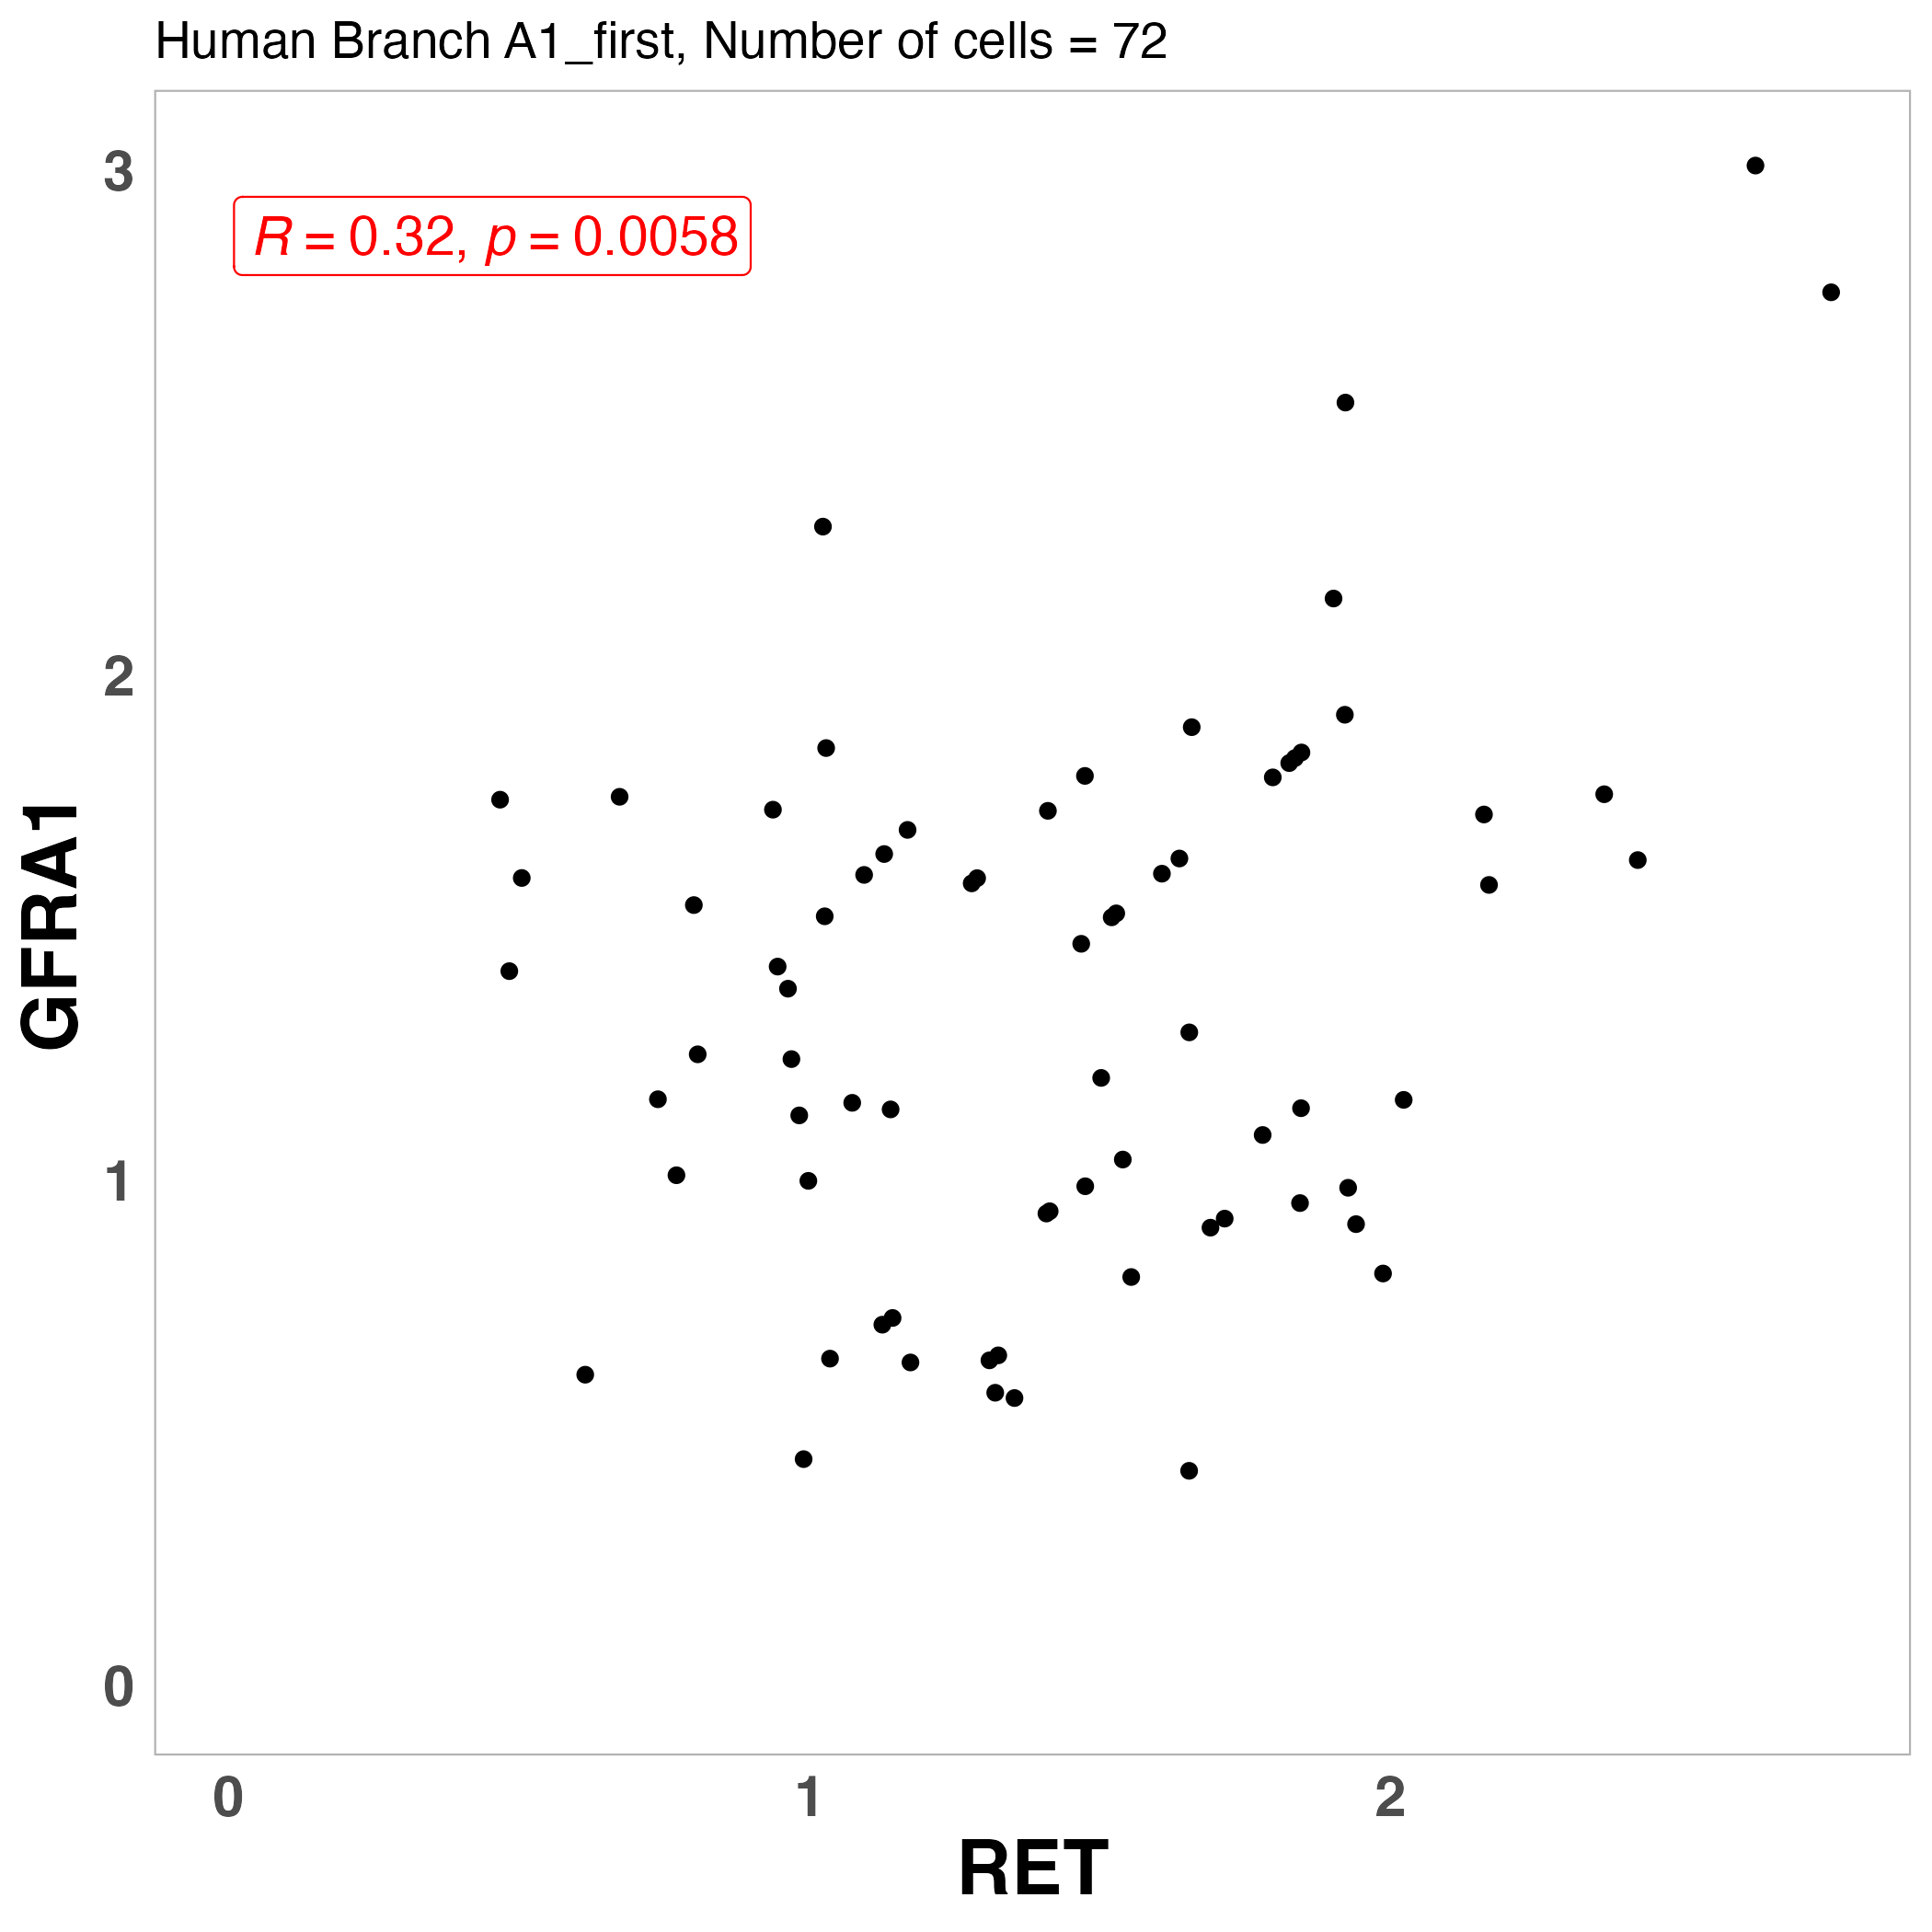 Human Branch A1_first, Number of cells = 72
3
R = 0.32, p = 0.0058
2
GFRA1
1
0
0 1 2
RET